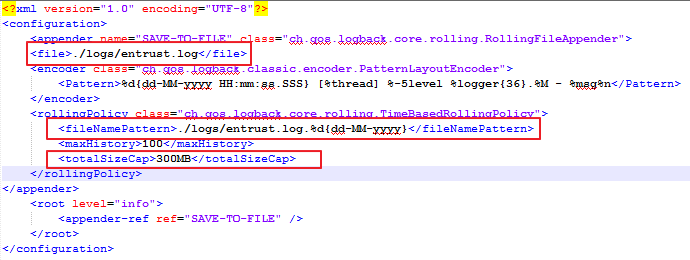 <?xml version="1.0" encoding="UTF-8"?>
<configuration>
<appender name="SAVE-TO-FILE" class="ch.qos.logback.core.rolling.RollingFileAppender">
<file>./logs/entrust.log</file>
<encoder class="ch.qos.logback.classic.encoder.PatternLayoutEncoder">
<Pattern>%d{dd-MM-yyyy HH:mm:ss.SSS} [%thread] %-5level %logger{36}.%M - %msg%n</Pattern>
</encoder>
<rollingPolicy class="ch.qos.logback.core.rolling.TimeBasedRollingPolicy">
<fileNamePattern>./logs/entrust.log.%d{dd-MM-yyyy}</fileNamePattern>
<maxHistory>100</maxHistory>
<totalSizeCap>300MB</totalSizeCap>
</rollingPolicy>
</appender>
<root level="info">
<appender-ref ref="SAVE-TO-FILE" />
</root>
</configuration>